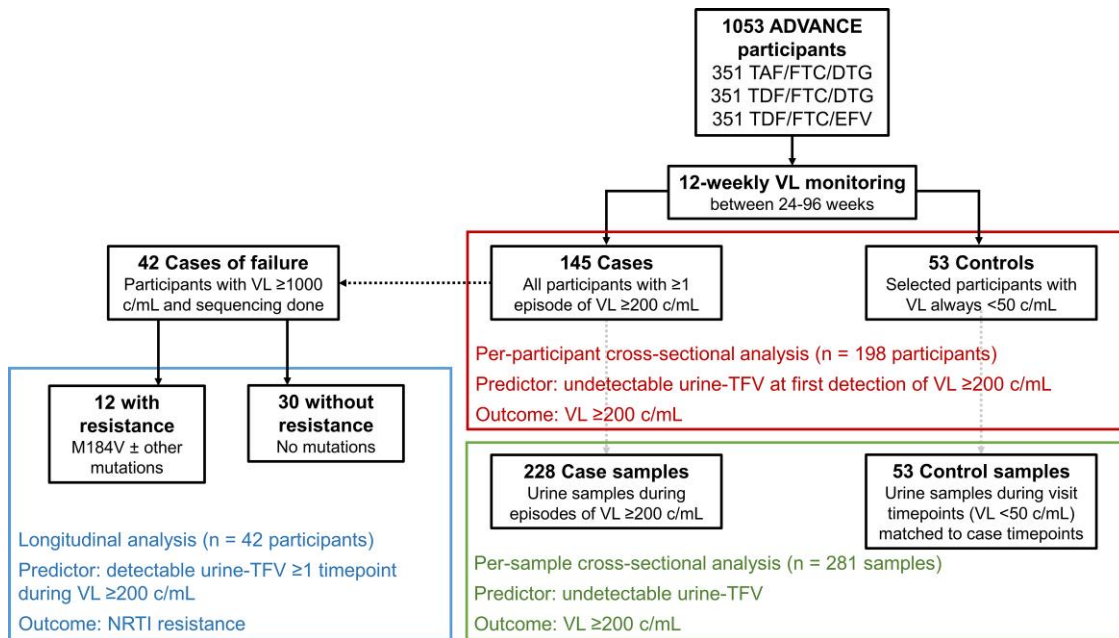 1053 ADVANCE
participants
351 TAF/FTC/DTG
351 TDF/FTC/DTG
351 TDF/FTC/EFV
12-weekly VL monitoring
between 24-96 weeks
42 Cases of failure
Participants with VL ≥1000
c/mL and sequencing done
145 Cases
All participants with ≥1
episode of VL ≥200 c/mL
53 Controls
Selected participants with
VL always <50 c/mL
Per-participant cross-sectional analysis (n = 198 participants)
Predictor: undetectable urine-TFV at first detection of VL ≥200 c/mL
Outcome: VL ≥200 c/mL
12 with
resistance
M184V ± other
mutations
30 without
resistance
No mutations
Longitudinal analysis (n = 42 participants)
Predictor: detectable urine-TFV ≥1 timepoint
during VL ≥200 c/mL
Outcome: NRTI resistance
228 Case samples
Urine samples during
episodes of VL ≥200 c/mL
53 Control samples
Urine samples during visit
timepoints (VL <50 c/mL)
matched to case timepoints
Per-sample cross-sectional analysis (n = 281 samples)
Predictor: undetectable urine-TFV
Outcome: VL ≥200 c/mL